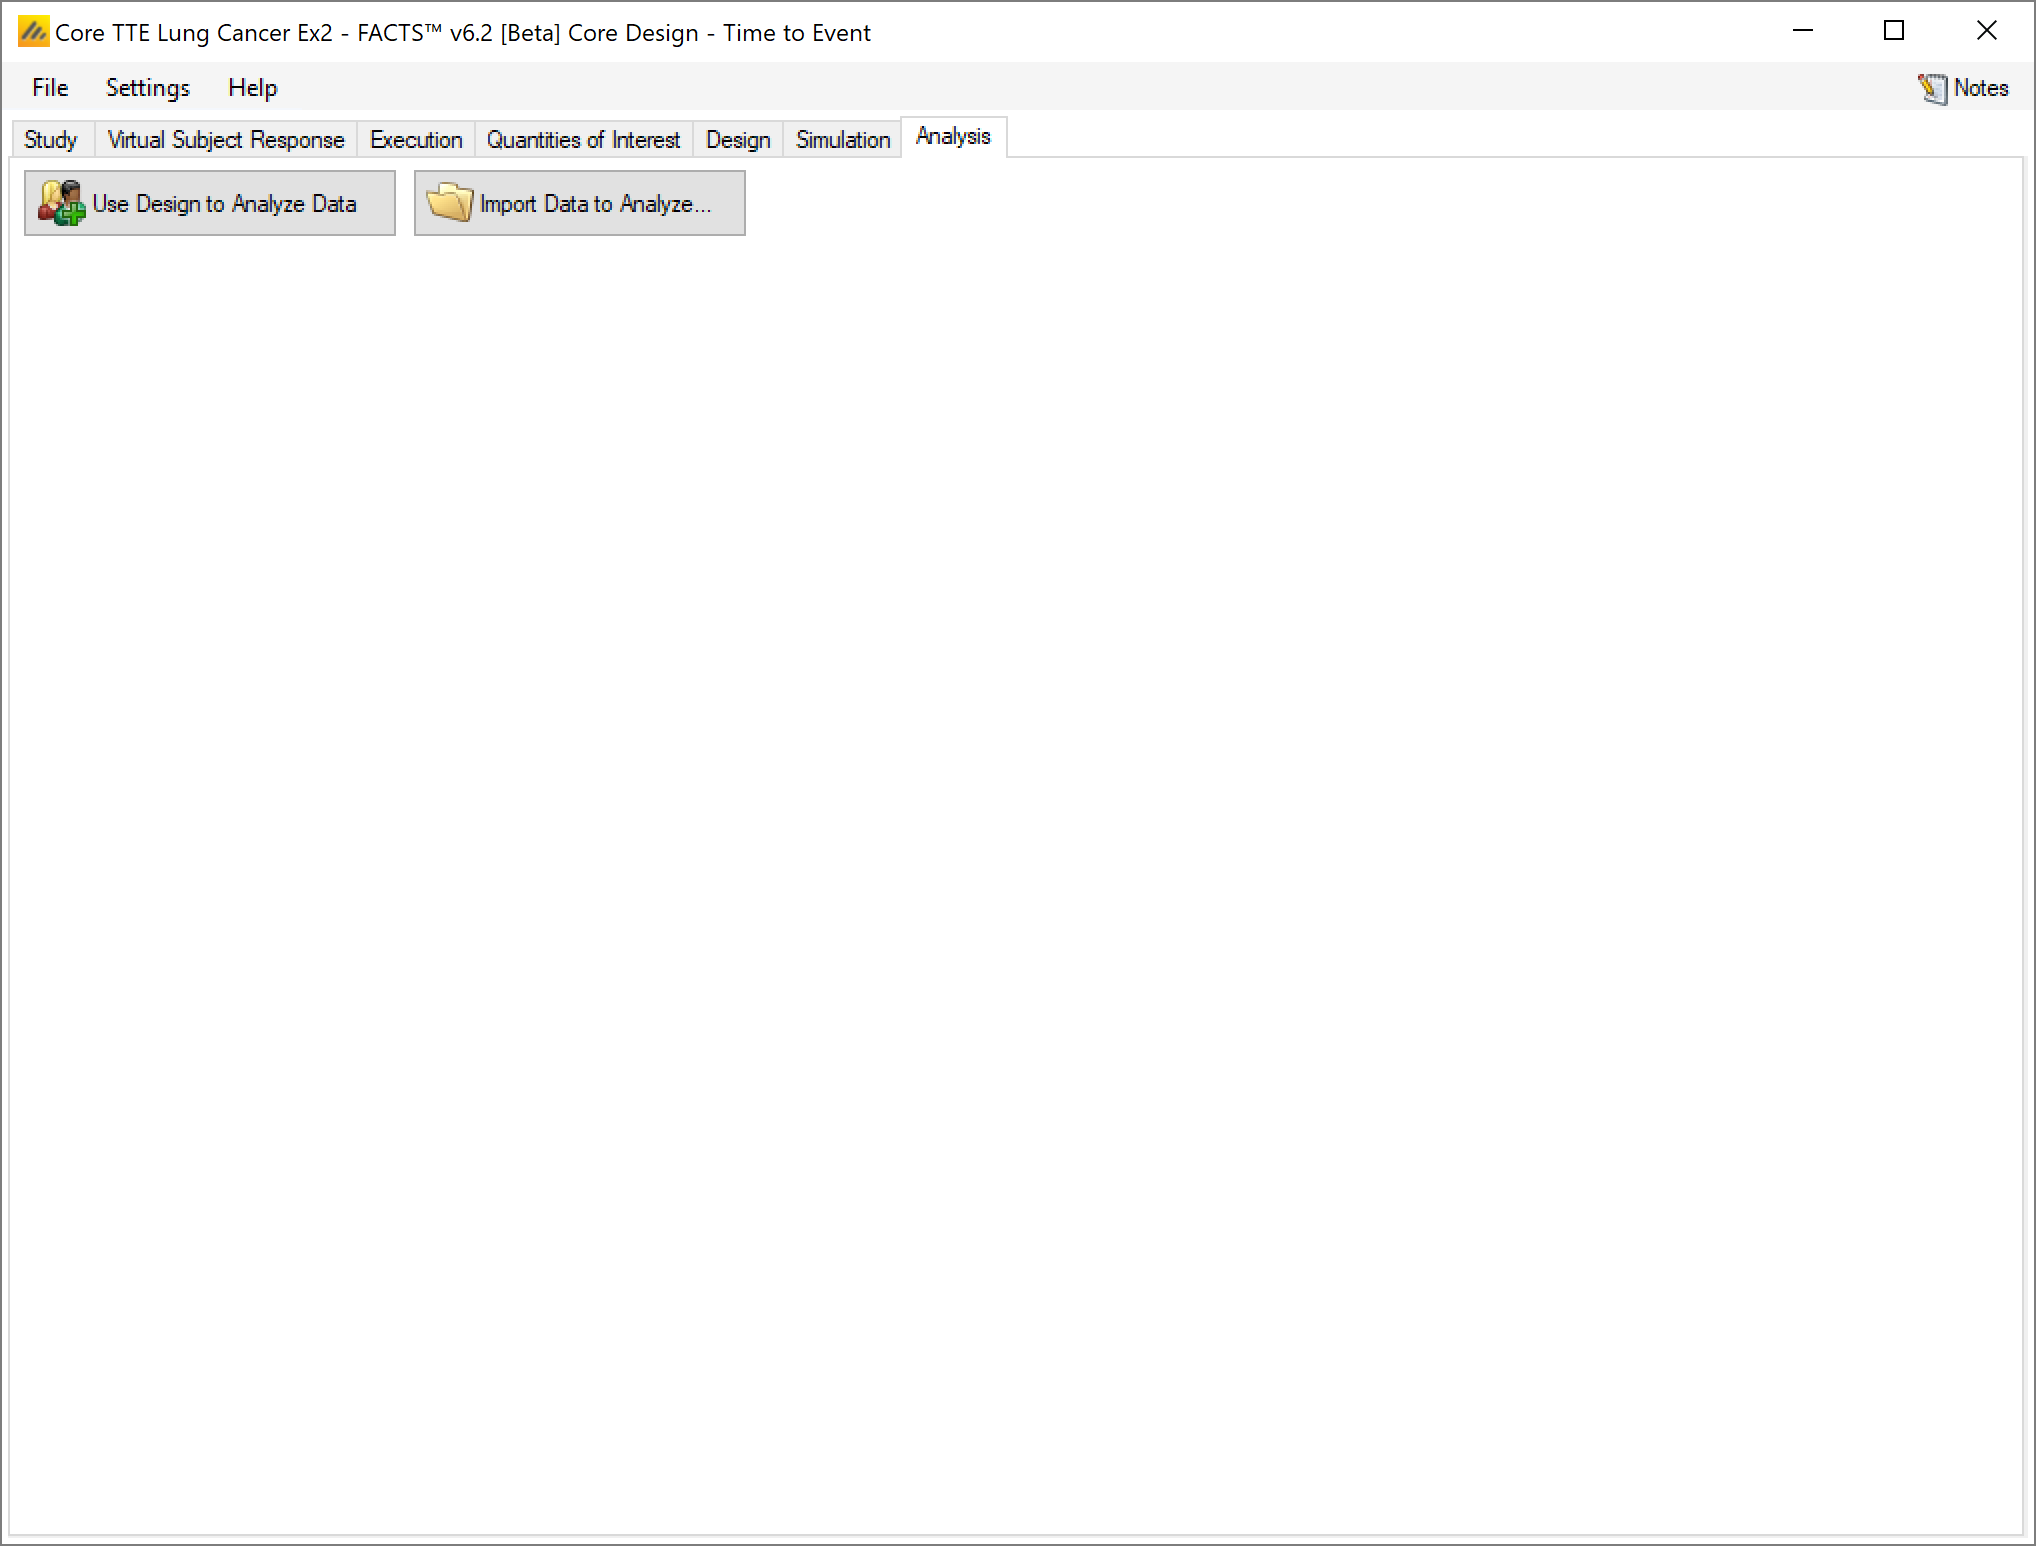 Core TTE Lung Cancer Ex2 - FACTS™ v6.2 [Beta] Core Design - Time to Event
File Settings Help Notes
Study Virtual Subject Response Execution Quantities of Interest Design Simulation Analysis
Use Design to Analyze Data Import Data to Analyze...